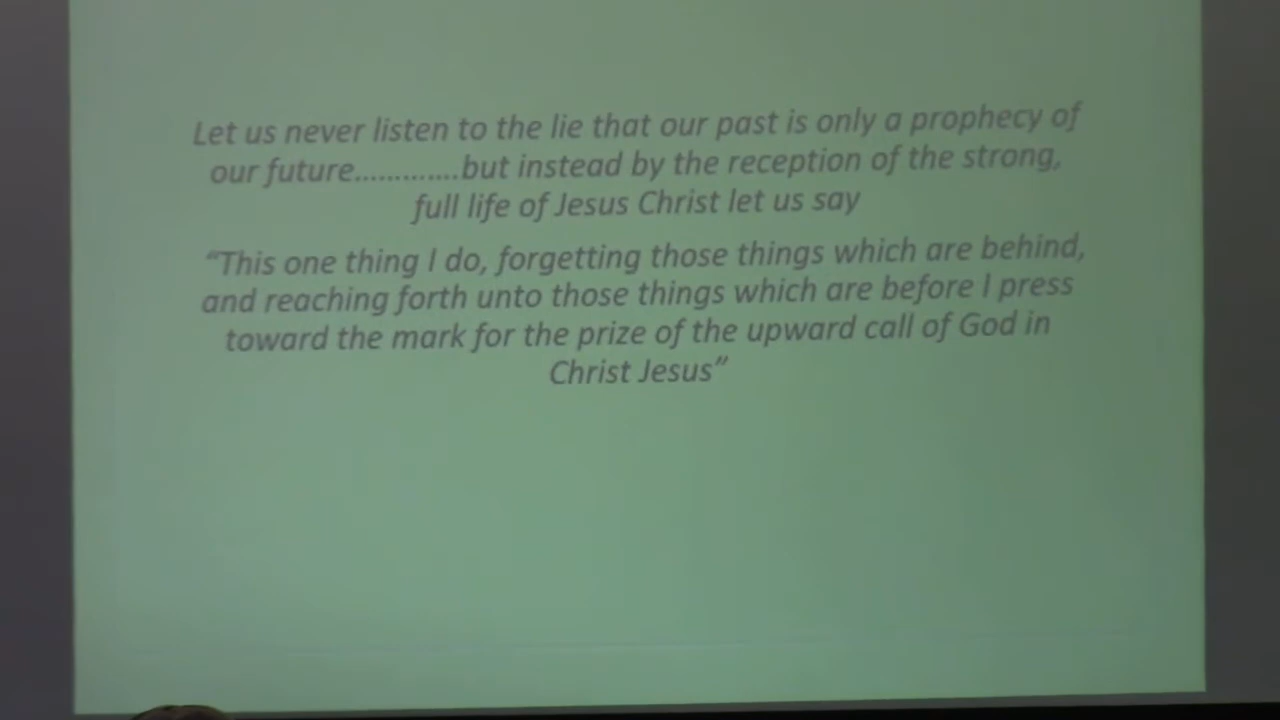 Let us never listen to the lie that our past is only a prophecy of
our future.............but instead by the reception of the strong,
full life of Jesus Christ let us say
“This one thing I do, forgetting those things which are behind,
and reaching forth unto those things which are before I press
toward the mark for the prize of the upward call of God in
Christ Jesus”